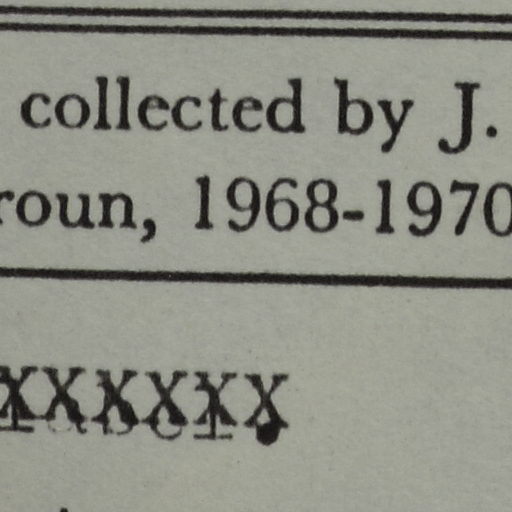 collected by J.
roun, 1968-1970
XXXXXX